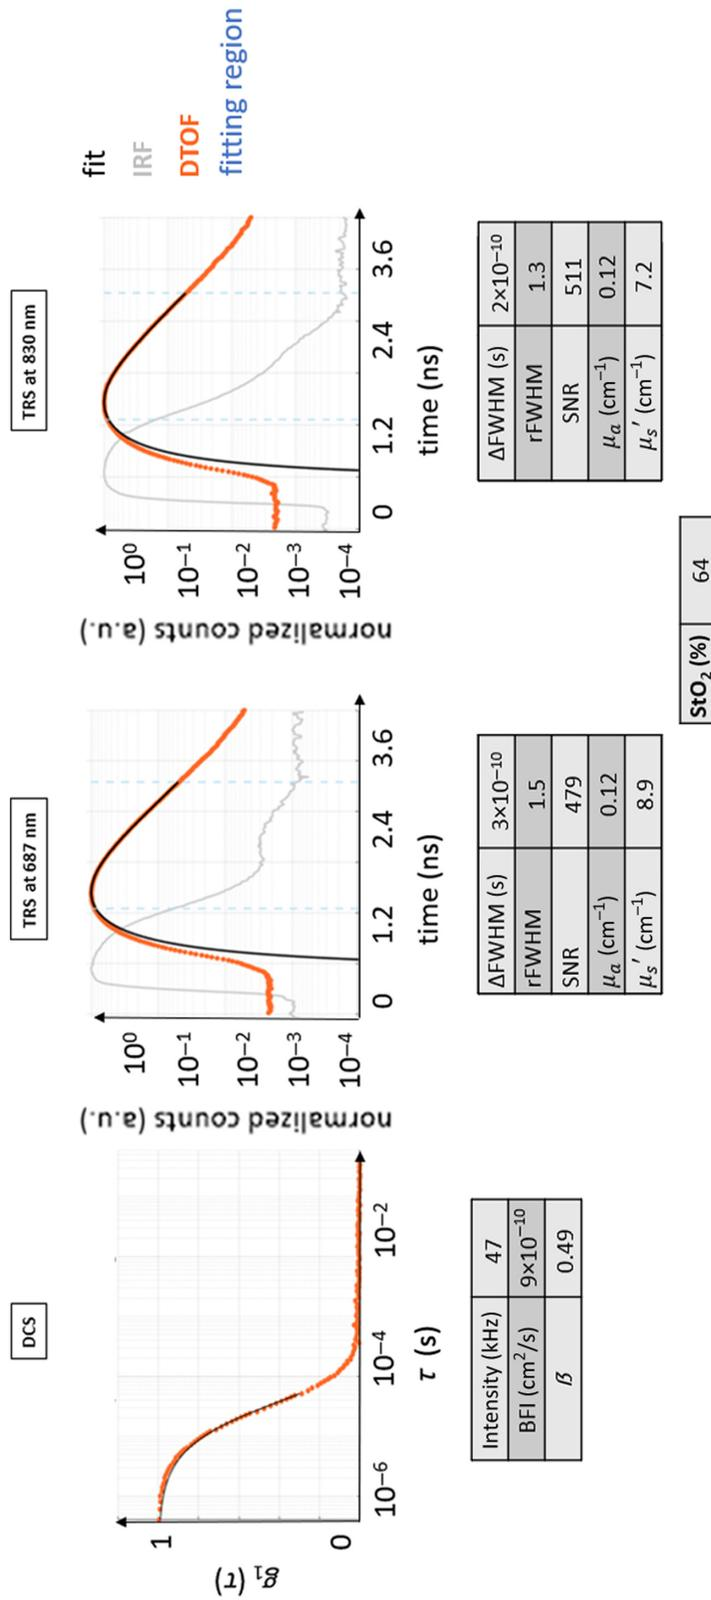 DCS
g₁ (τ)
1
0
10⁻⁶
10⁻⁴
10⁻²
τ (s)
Intensity (kHz) 47
BFI (cm²/s) 9×10⁻¹⁰
ß 0.49
TRS at 687 nm
normalized counts (a.u.)
10⁰
10⁻¹
10⁻²
10⁻³
10⁻⁴
0 1.2 2.4 3.6
time (ns)
ΔFWHM (s) 3×10⁻¹⁰
rFWHM 1.5
SNR 479
μₐ (cm⁻¹) 0.12
μₛ′ (cm⁻¹) 8.9
TRS at 830 nm
normalized counts (a.u.)
10⁰
10⁻¹
10⁻²
10⁻³
10⁻⁴
0 1.2 2.4 3.6
time (ns)
ΔFWHM (s) 2×10⁻¹⁰
rFWHM 1.3
SNR 511
μₐ (cm⁻¹) 0.12
μₛ′ (cm⁻¹) 7.2
fit
IRF
DTOF
fitting region
StO₂ (%) 64